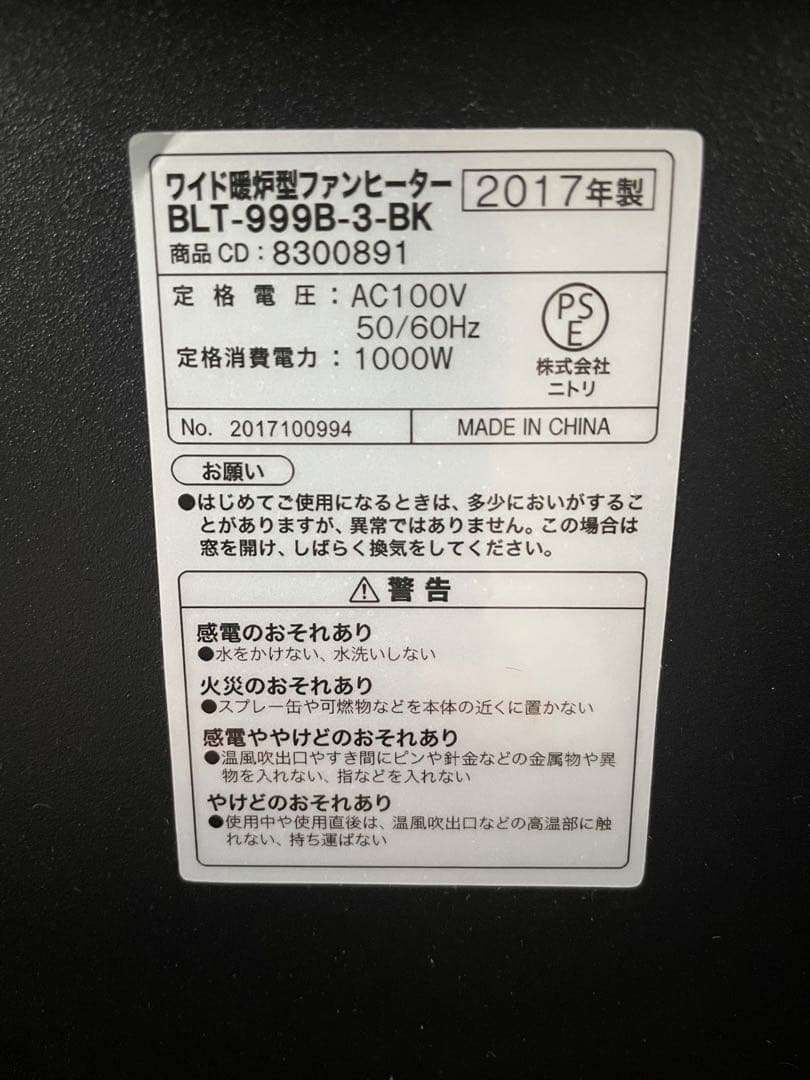 ワイド暖炉型ファンヒーター 2017年製
BLT-999B-3-BK
商品CD:8300891
定格電圧:AC100V
50/60Hz
定格消費電力:1000W
PSE
株式会社
ニトリ
No. 2017100994 MADE IN CHINA
お願い
●はじめてご使用になるときは、多少においがするこ
とがありますが、異常ではありません。この場合は
窓を開け、しばらく換気をしてください。
⚠警告
感電のおそれあり
●水をかけない、水洗いしない
火災のおそれあり
●スプレー缶や可燃物などを本体の近くに置かない
感電ややけどのおそれあり
●温風吹出口やすき間にピンや針金などの金属物や異
物を入れない、指などを入れない
やけどのおそれあり
●使用中や使用直後は、温風吹出口などの高温部に触
れない、持ち運ばない